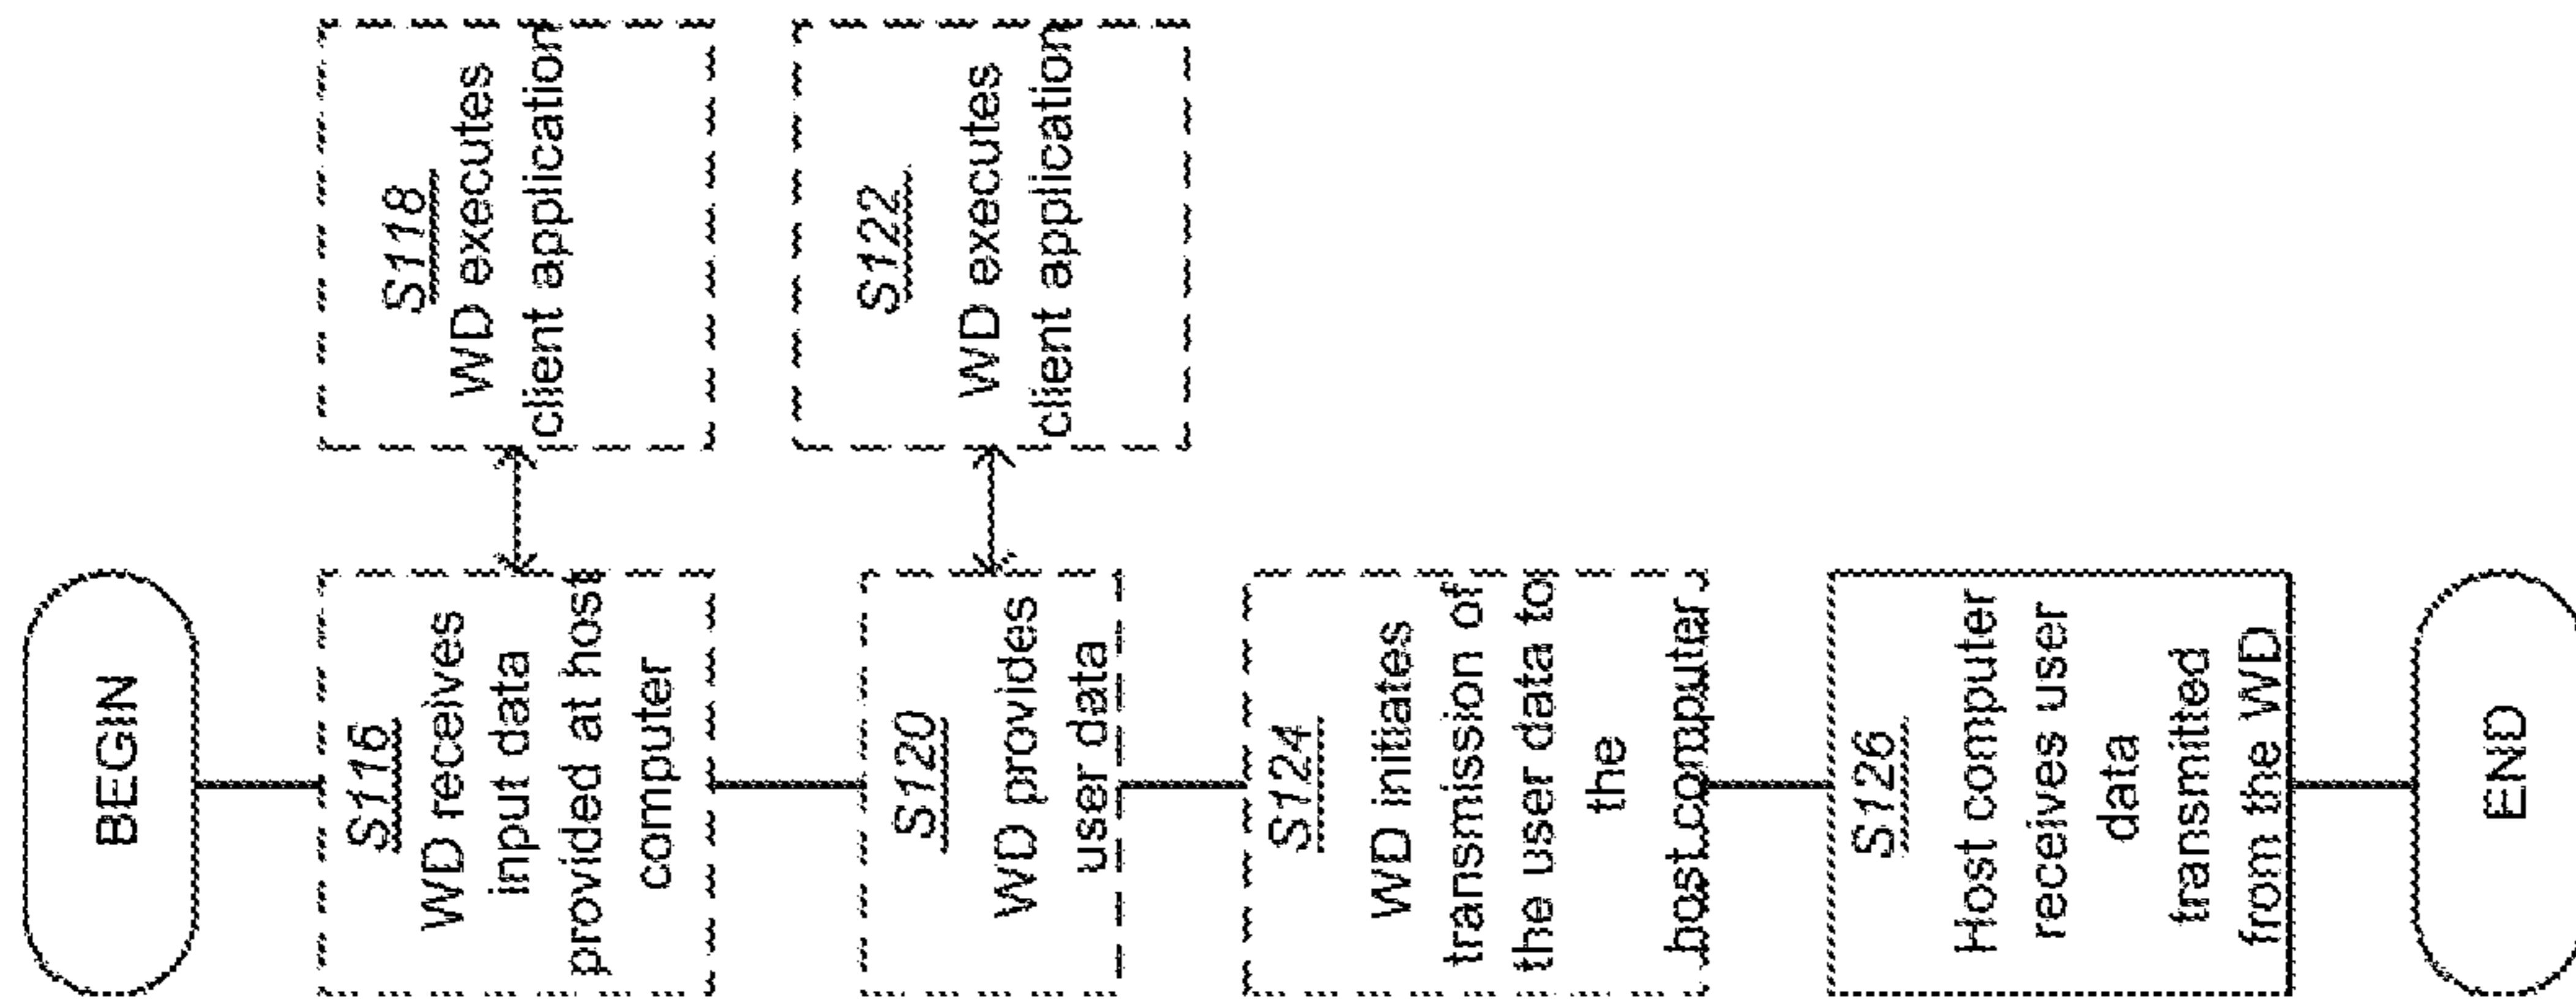 BEGIN
S116
WD receives
input data
provided at host
computer
S118
WD executes
client application
S120
WD provides
user data
S122
WD executes
client application
S124
WD initiates
transmission of
the user data to
the
host computer
S126
Host computer
receives user
data
transmitted
from the WD
END